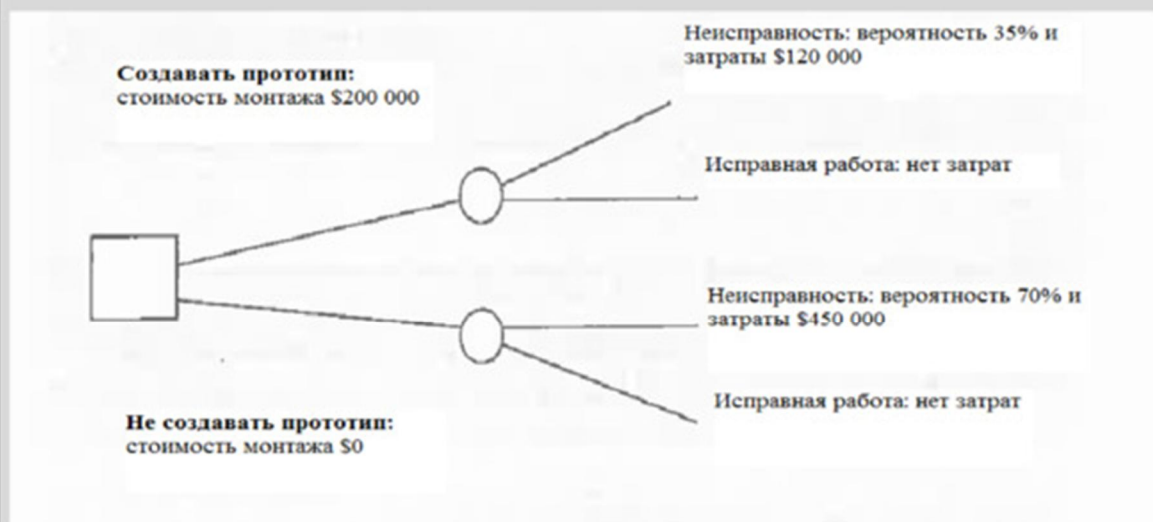 Неисправность: вероятность 35% и
затраты $120 000
Создавать прототип:
стоимость монтажа $200 000
Исправная работа: нет затрат
Неисправность: вероятность 70% и
затраты $450 000
Исправная работа: нет затрат
Не создавать прототип:
стоимость монтажа $0